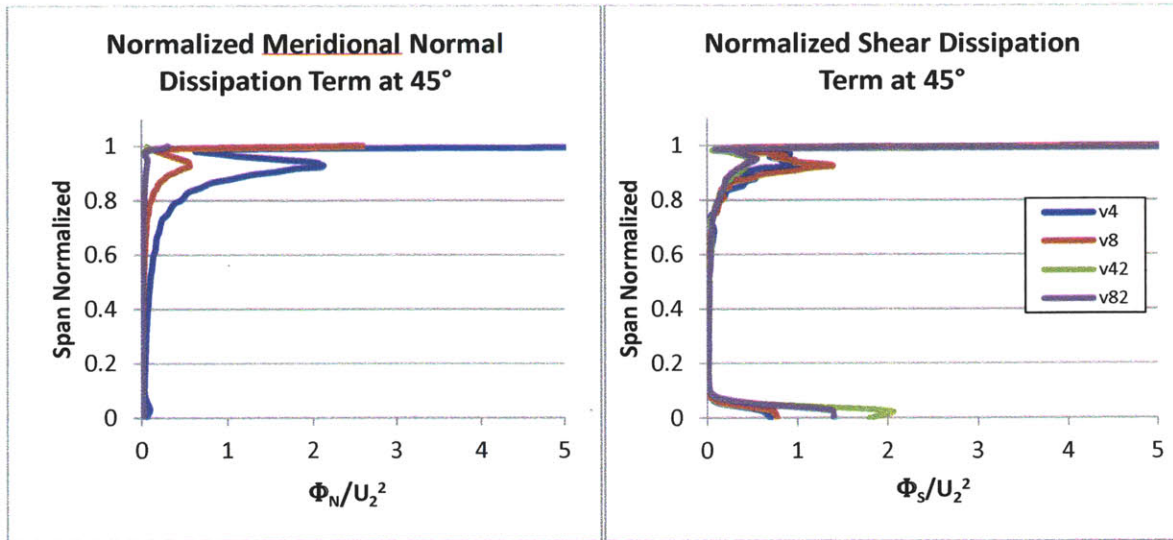 Normalized Meridional Normal
Dissipation Term at 45°
Span Normalized
1
0.8
0.6
0.4
0.2
0
0 1 2 3 4 5
Φ_N/U₂²
Normalized Shear Dissipation
Term at 45°
Span Normalized
1
0.8
0.6
0.4
0.2
0
0 1 2 3 4 5
Φ_S/U₂²
v4
v8
v42
v82